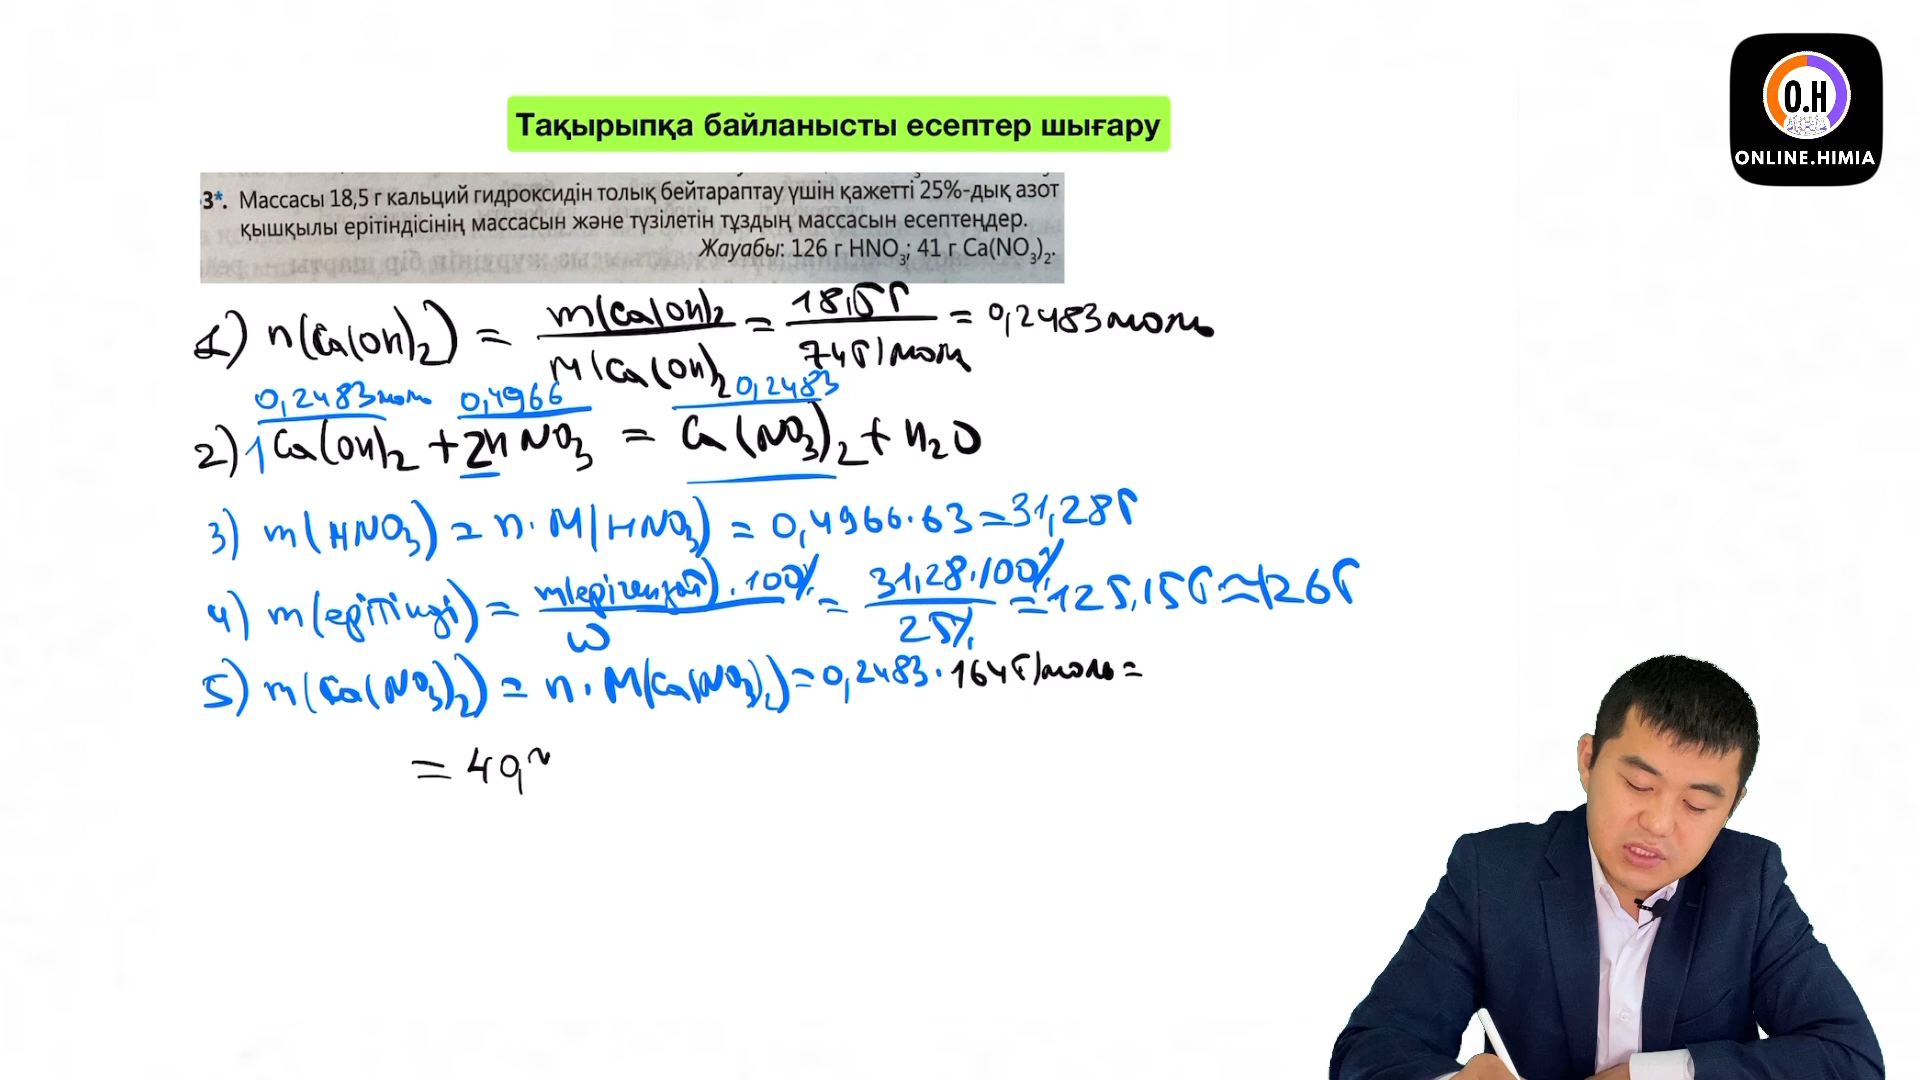 O.H
ONLINE.HIMIA
Тақырыпқа байланысты есептер шығару
3*. Массасы 18,5 г кальций гидроксидін толық бейтараптау үшін қажетті 25%-дық азот
қышқылы ерітіндісінің массасын және түзілетін тұздың массасын есептеңдер.
Жауабы: 126 г HNO₃; 41 г Ca(NO₃)₂.
1) n(Ca(OH)₂) = m(Ca(OH)₂ / M(Ca(OH)₂ = 18,5г / 74г/моль = 0,2483моль
0,2483моль 0,4966 0,2483
2) 1Ca(OH)₂ + 2HNO₃ = Ca(NO₃)₂ + H₂O
3) m(HNO₃) = n · M(HNO₃) = 0,4966·63 = 31,28г
4) m(ерітінді) = m(еріген зат)·100% / ω = 31,28·100% / 25% = 125,15г ≈ 126г
5) m(Ca(NO₃)₂) = n · M(Ca(NO₃)₂) = 0,2483·164г/моль =
= 40,